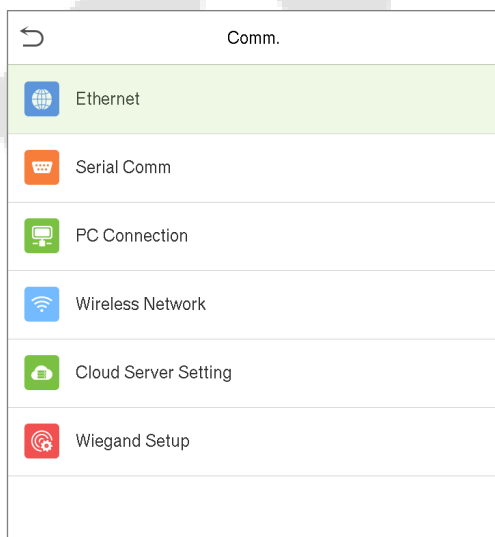 Comm.
Ethernet
Serial Comm
PC Connection
Wireless Network
Cloud Server Setting
Wiegand Setup